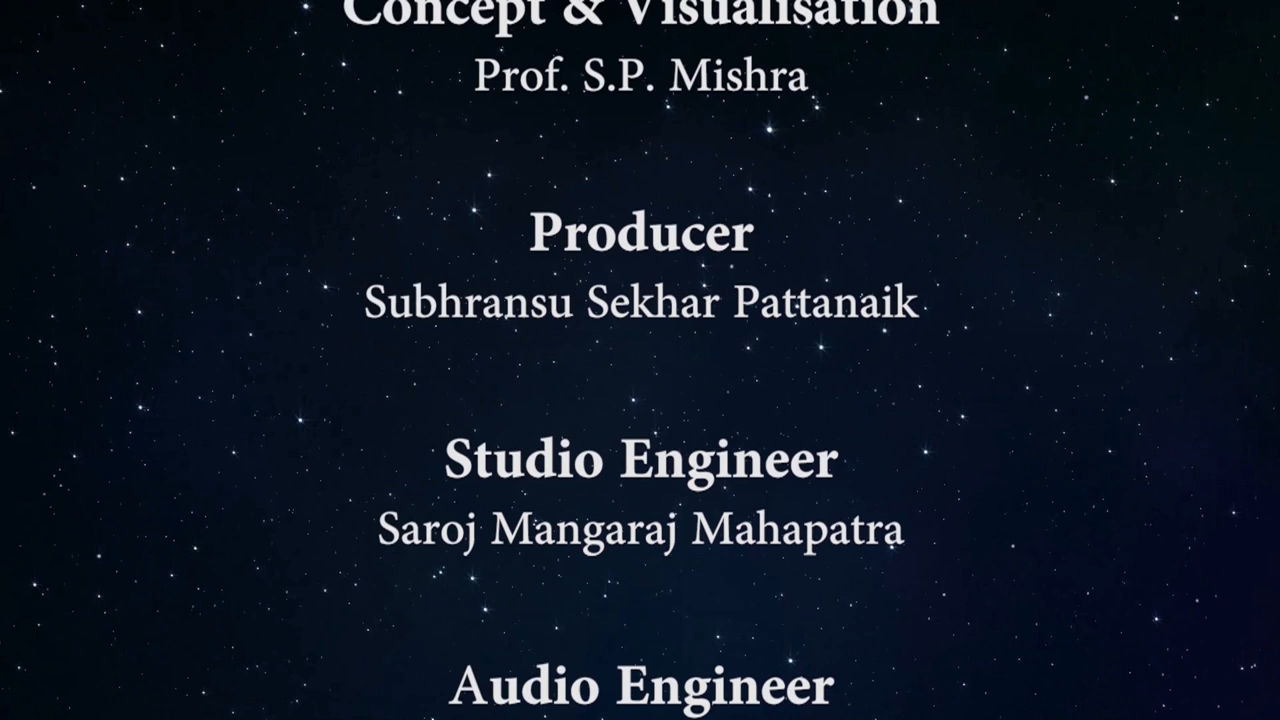 Concept & Visualisation
Prof. S.P. Mishra
Producer
Subhransu Sekhar Pattanaik
Studio Engineer
Saroj Mangaraj Mahapatra
Audio Engineer